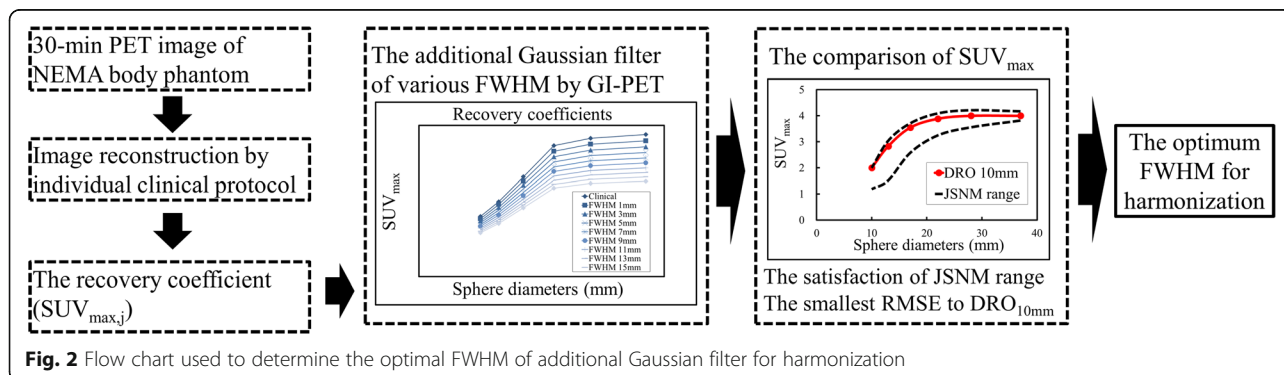 30-min PET image of
NEMA body phantom
Image reconstruction by
individual clinical protocol
The recovery coefficient
(SUVmax,j)
The additional Gaussian filter
of various FWHM by GI-PET
Recovery coefficients
SUVmax
Clinical
FWHM 1mm
FWHM 3mm
FWHM 5mm
FWHM 7mm
FWHM 9mm
FWHM 11mm
FWHM 13mm
FWHM 15mm
Sphere diameters (mm)
The comparison of SUVmax
SUVmax
5
4
3
2
1
0
DRO 10mm
JSNM range
0 10 20 30 40
Sphere diameters (mm)
The satisfaction of JSNM range
The smallest RMSE to DRO10mm
The optimum
FWHM for
harmonization
Fig. 2 Flow chart used to determine the optimal FWHM of additional Gaussian filter for harmonization